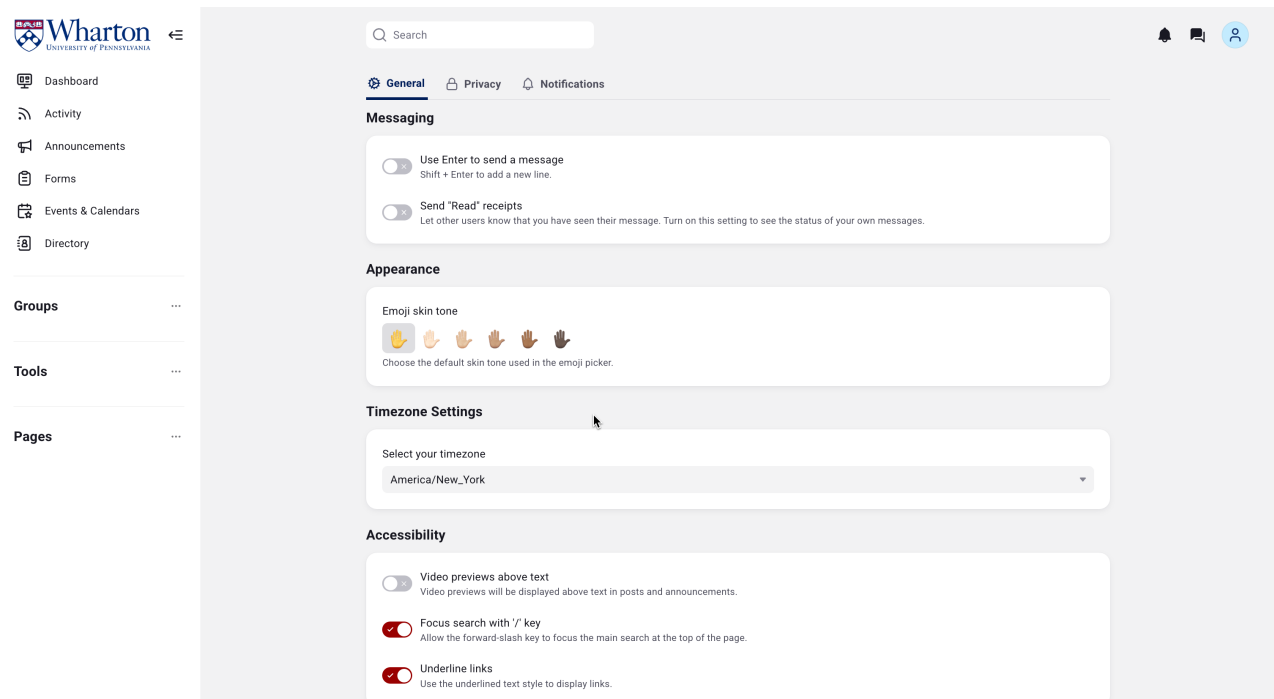 Wharton
UNIVERSITY of PENNSYLVANIA
Search
Dashboard
Activity
Announcements
Forms
Events & Calendars
Directory
Groups
Tools
Pages
General Privacy Notifications
Messaging
Use Enter to send a message
Shift + Enter to add a new line.
Send "Read" receipts
Let other users know that you have seen their message. Turn on this setting to see the status of your own messages.
Appearance
Emoji skin tone
Choose the default skin tone used in the emoji picker.
Timezone Settings
Select your timezone
America/New_York
Accessibility
Video previews above text
Video previews will be displayed above text in posts and announcements.
Focus search with '/' key
Allow the forward-slash key to focus the main search at the top of the page.
Underline links
Use the underlined text style to display links.